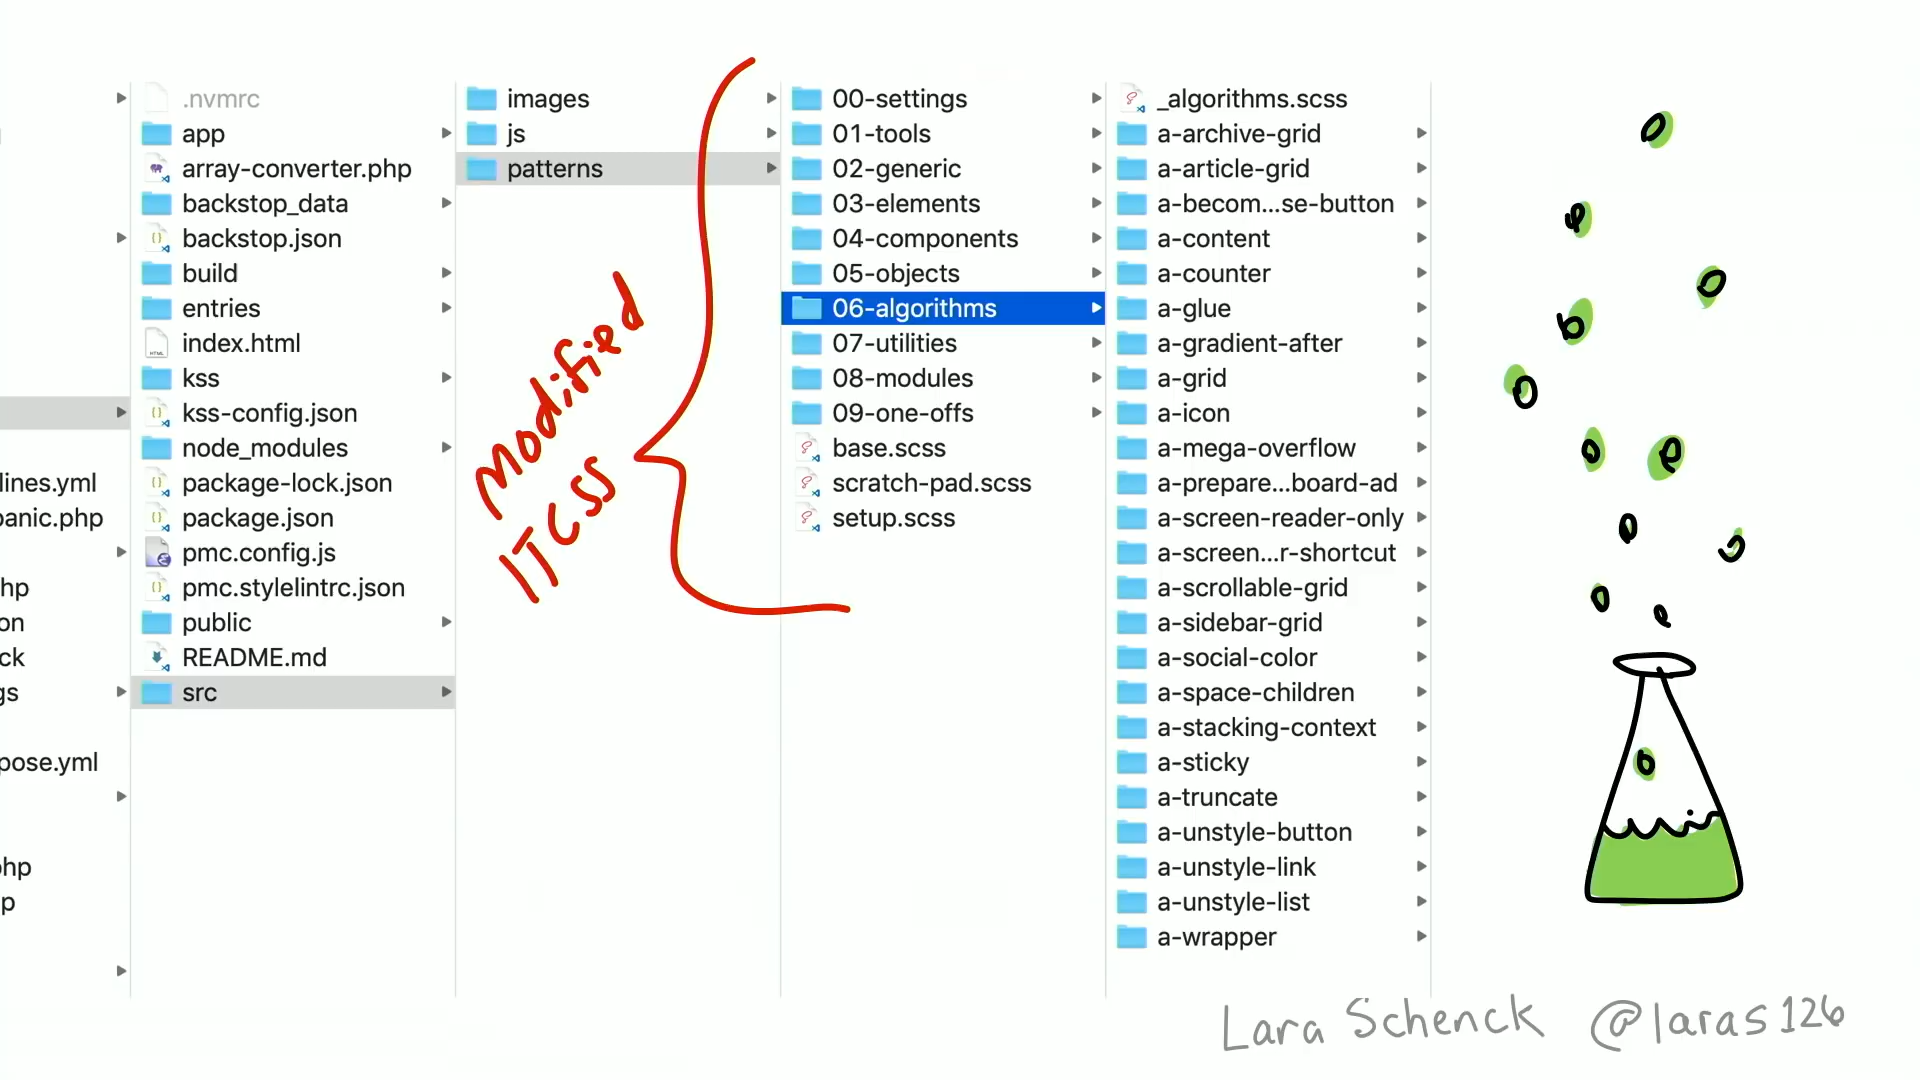 lines.yml
panic.php
hp
on
ck
gs
pose.yml
hp
p
.nvmrc
app
array-converter.php
backstop_data
backstop.json
build
entries
index.html
kss
kss-config.json
node_modules
package-lock.json
package.json
pmc.config.js
pmc.stylelintrc.json
public
README.md
src
images
js
patterns
Modified
ITCSS
00-settings
01-tools
02-generic
03-elements
04-components
05-objects
06-algorithms
07-utilities
08-modules
09-one-offs
base.scss
scratch-pad.scss
setup.scss
_algorithms.scss
a-archive-grid
a-article-grid
a-becom...se-button
a-content
a-counter
a-glue
a-gradient-after
a-grid
a-icon
a-mega-overflow
a-prepare...board-ad
a-screen-reader-only
a-screen...r-shortcut
a-scrollable-grid
a-sidebar-grid
a-social-color
a-space-children
a-stacking-context
a-sticky
a-truncate
a-unstyle-button
a-unstyle-link
a-unstyle-list
a-wrapper
Lara Schenck @laras126